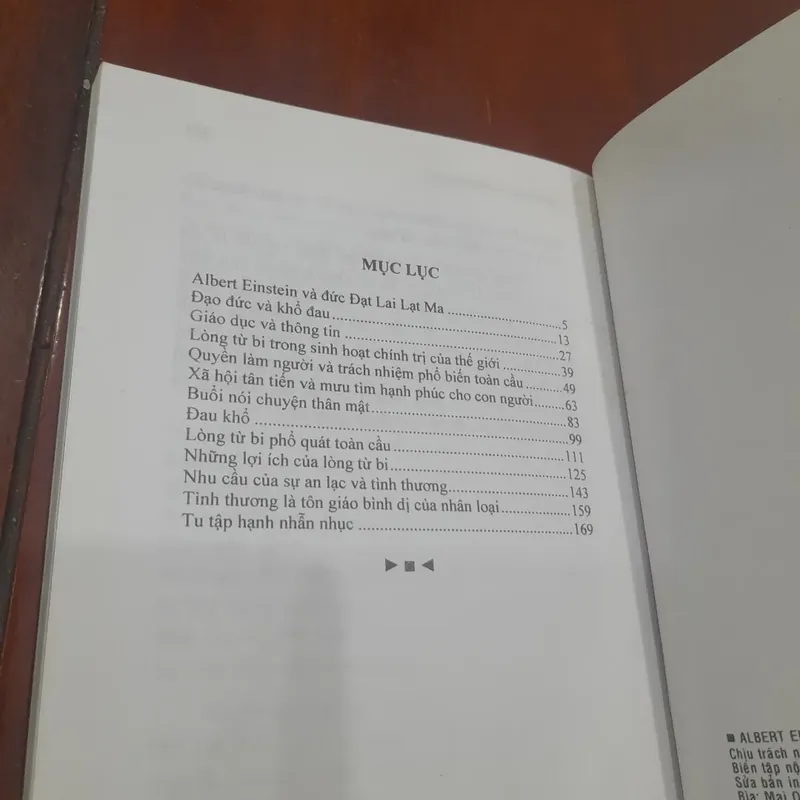 MỤC LỤC
Albert Einstein và đức Đạt Lai Lạt Ma ........................5
Đạo đức và khổ đau ........................13
Giáo dục và thông tin ........................27
Lòng từ bi trong sinh hoạt chính trị của thế giới ............39
Quyền làm người và trách nhiệm phổ biến toàn cầu ........49
Xã hội tân tiến và mưu tìm hạnh phúc cho con người ......63
Buổi nói chuyện thân mật ........................83
Đau khổ ........................99
Lòng từ bi phổ quát toàn cầu ........................111
Những lợi ích của lòng từ bi ........................125
Nhu cầu của sự an lạc và tình thương ........................143
Tình thương là tôn giáo bình dị của nhân loại ............159
Tu tập hạnh nhẫn nhục ........................169
■ ALBERT
Chịu trách
Biên tập
Sửa bản in
Bìa: Mai